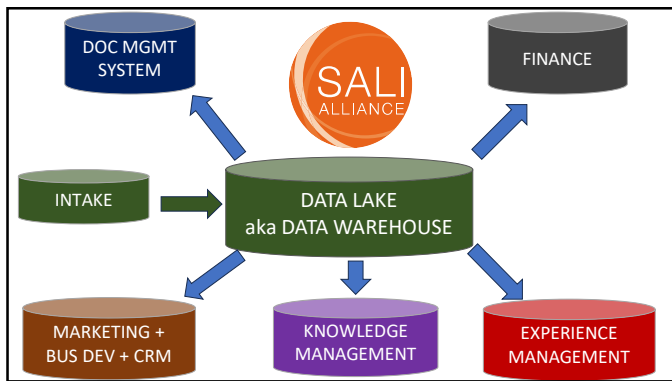 DOC MGMT
SYSTEM
SALI
ALLIANCE
FINANCE
INTAKE
DATA LAKE
aka DATA WAREHOUSE
MARKETING +
BUS DEV + CRM
KNOWLEDGE
MANAGEMENT
EXPERIENCE
MANAGEMENT